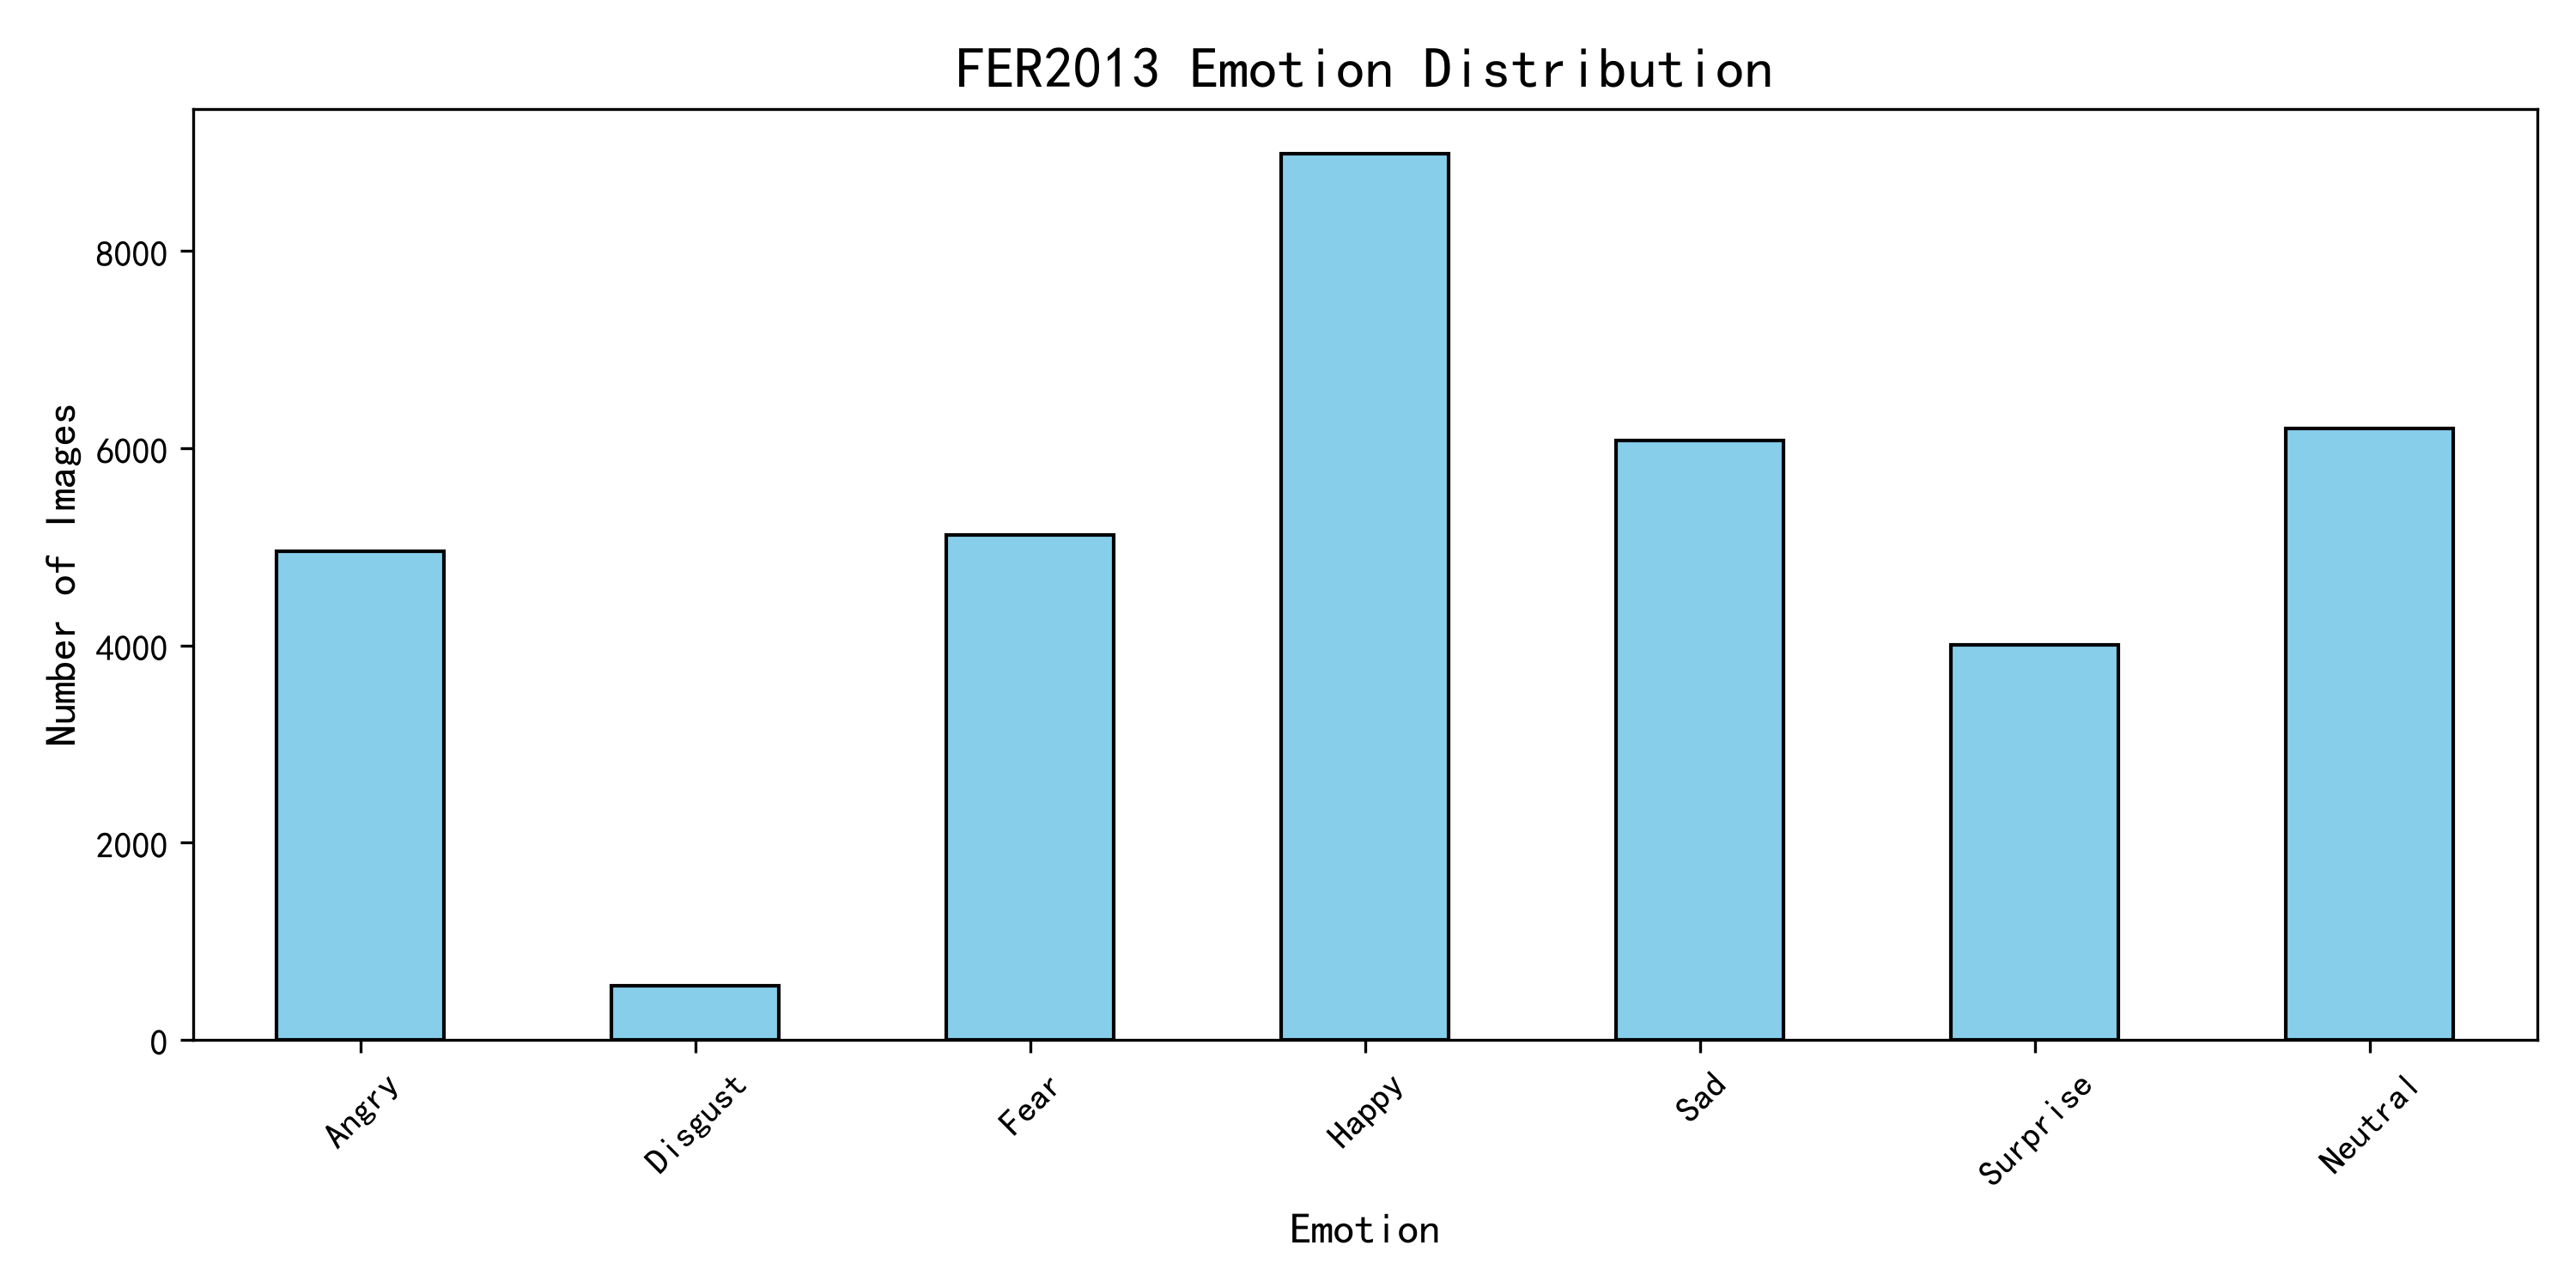 FER2013 Emotion Distribution
Number of Images
8000
6000
4000
2000
0
Angry
Disgust
Fear
Happy
Sad
Surprise
Neutral
Emotion